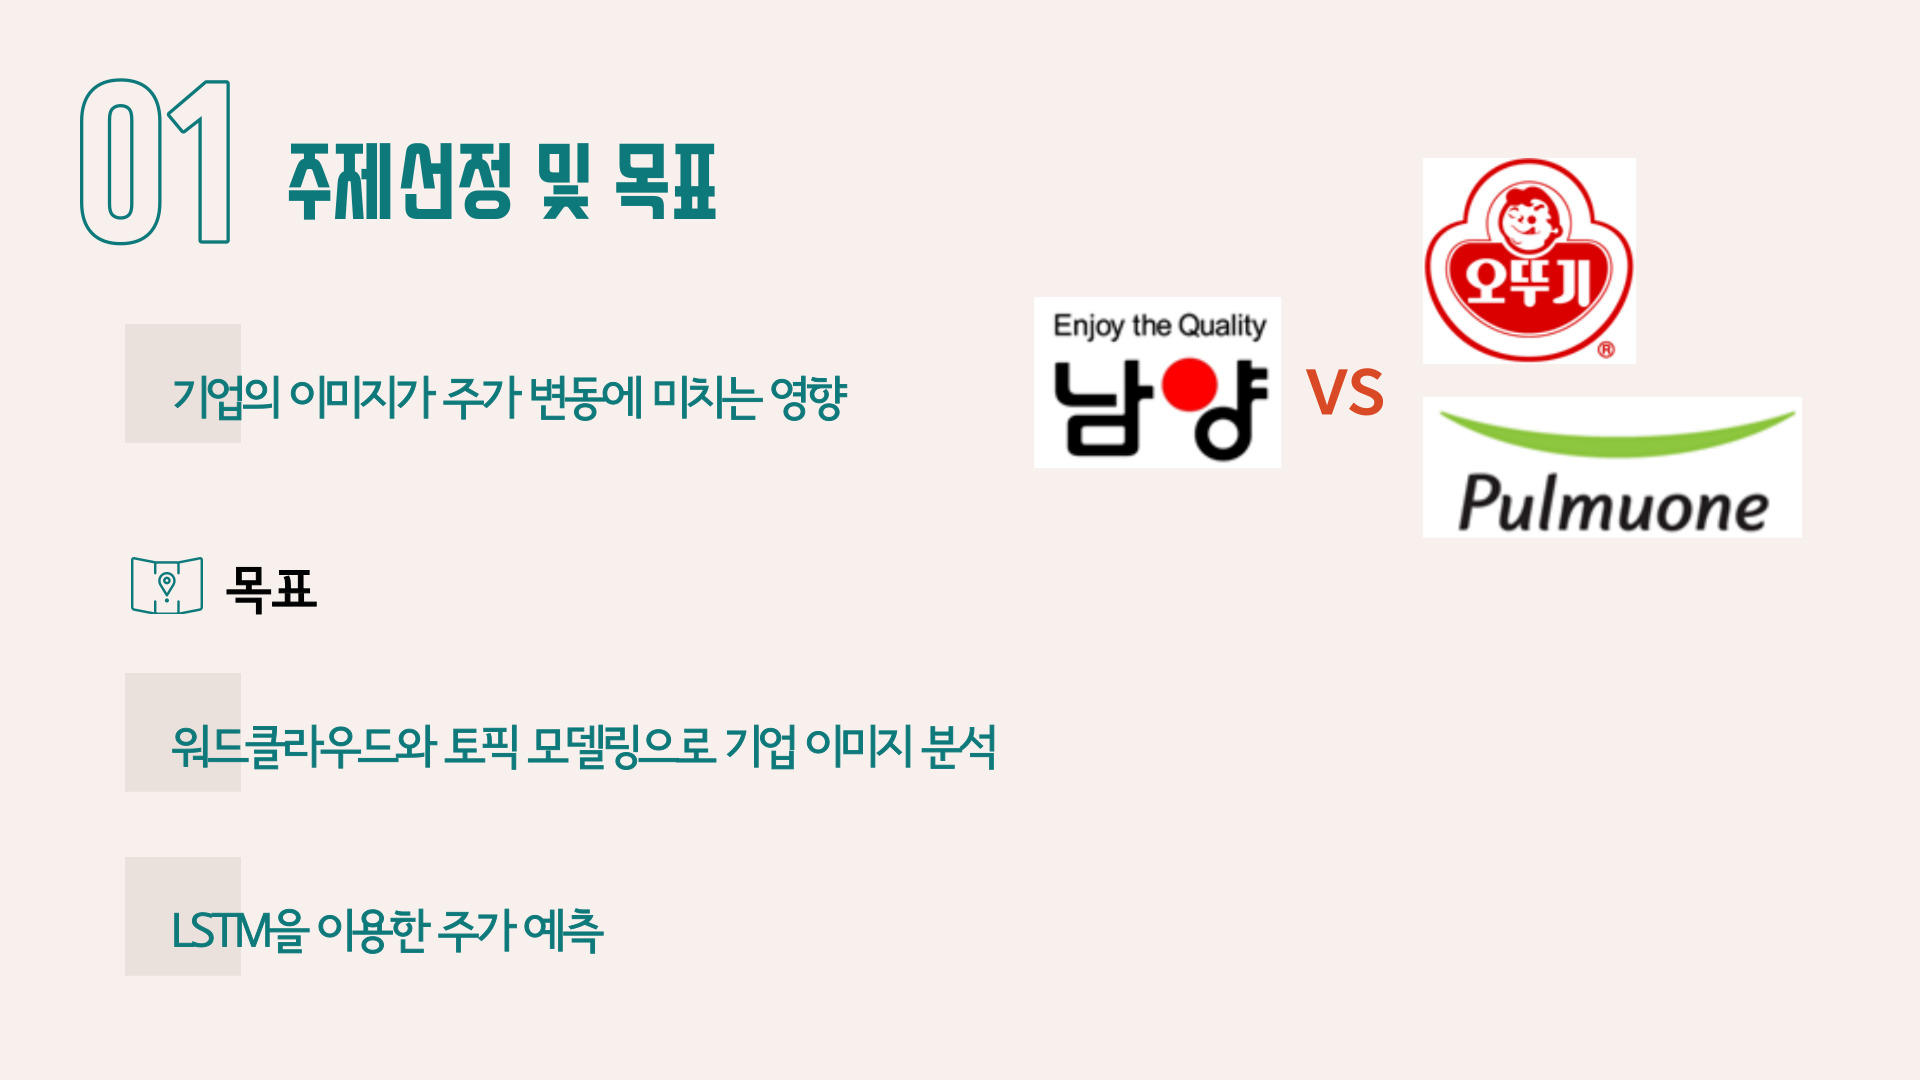 01
주제선정 및 목표
기업의 이미지가 주가 변동에 미치는 영향
Enjoy the Quality
남양
VS
오뚜기
®
Pulmuone
목표
워드클라우드와 토픽 모델링으로 기업 이미지 분석
LSTM을 이용한 주가 예측